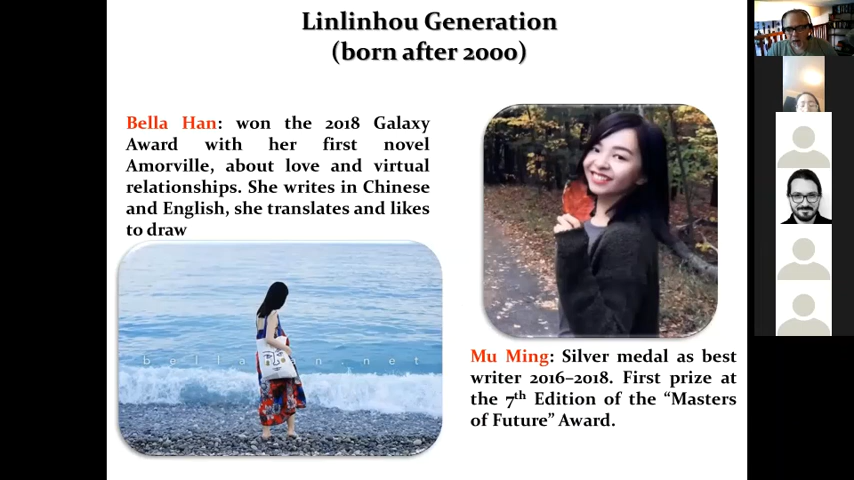 Linlinhou Generation
(born after 2000)
Bella Han: won the 2018 Galaxy
Award with her first novel
Amorville, about love and virtual
relationships. She writes in Chinese
and English, she translates and likes
to draw
Mu Ming: Silver medal as best
writer 2016–2018. First prize at
the 7th Edition of the “Masters
of Future” Award.